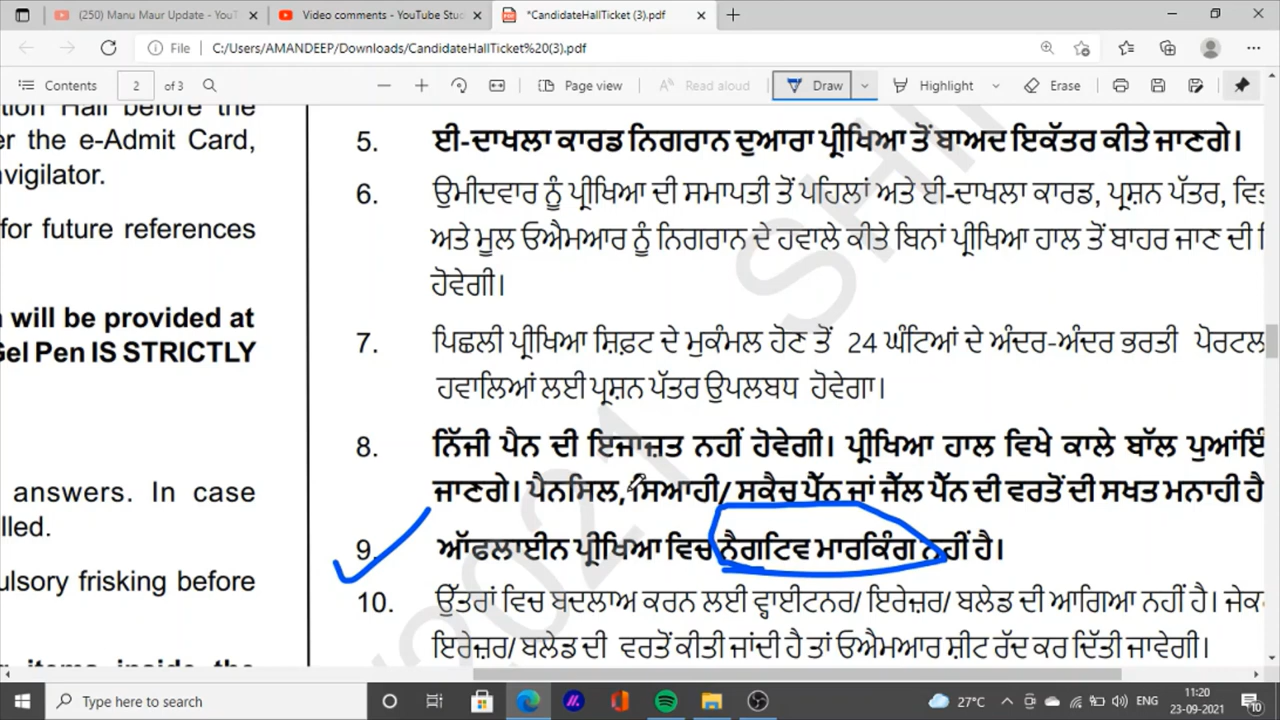 (250) Manu Maur Update - YouT
Video comments - YouTube Stu
*CandidateHallTicket (3).pdf
File
C:/Users/AMANDEEP/Downloads/CandidateHallTicket%20(3).pdf
Contents
2
of 3
Page view
Read aloud
Draw
Highlight
Erase
tion Hall before the
er the e-Admit Card,
nvigilator.
for future references
n will be provided at
Gel Pen IS STRICTLY
answers. In case
lled.
ulsory frisking before
items inside the
5. ਈ-ਦਾਖਲਾ ਕਾਰਡ ਨਿਗਰਾਨ ਦੁਆਰਾ ਪ੍ਰੀਖਿਆ ਤੋਂ ਬਾਅਦ ਇਕੱਤਰ ਕੀਤੇ ਜਾਣਗੇ।
6. ਉਮੀਦਵਾਰ ਨੂੰ ਪ੍ਰੀਖਿਆ ਦੀ ਸਮਾਪਤੀ ਤੋਂ ਪਹਿਲਾਂ ਅਤੇ ਈ-ਦਾਖਲਾ ਕਾਰਡ, ਪ੍ਰਸ਼ਨ ਪੱਤਰ,
ਅਤੇ ਮੂਲ ਓਐਮਆਰ ਨੂੰ ਨਿਗਰਾਨ ਦੇ ਹਵਾਲੇ ਕੀਤੇ ਬਿਨਾਂ ਪ੍ਰੀਖਿਆ ਹਾਲ ਤੋਂ ਬਾਹਰ ਜਾਣ ਦੀ
ਹੋਵੇਗੀ।
7. ਪਿਛਲੀ ਪ੍ਰੀਖਿਆ ਸ਼ਿਫ਼ਟ ਦੇ ਮੁਕੰਮਲ ਹੋਣ ਤੋਂ 24 ਘੰਟਿਆਂ ਦੇ ਅੰਦਰ-ਅੰਦਰ ਭਰਤੀ ਪੋਰਟਲ
ਹਵਾਲਿਆਂ ਲਈ ਪ੍ਰਸ਼ਨ ਪੱਤਰ ਉਪਲਬਧ ਹੋਵੇਗਾ।
8. ਨਿੱਜੀ ਪੈਨ ਦੀ ਇਜਾਜ਼ਤ ਨਹੀਂ ਹੋਵੇਗੀ। ਪ੍ਰੀਖਿਆ ਹਾਲ ਵਿਖੇ ਕਾਲੇ ਬਾੱਲ
ਜਾਣਗੇ। ਪੈਨਸਿਲ, ਸਿਆਹੀ/ ਸਕੈਚ ਪੈੱਨ ਜਾਂ ਜੈੱਲ ਪੈੱਨ ਦੀ ਵਰਤੋਂ ਦੀ ਸਖਤ ਮਨਾਹੀ ਹੈ
9. ਆੱਫਲਾਈਨ ਪ੍ਰੀਖਿਆ ਵਿਚ ਨੈਗਟਿਵ ਮਾਰਕਿੰਗ ਨਹੀਂ ਹੈ।
10. ਉੱਤਰਾਂ ਵਿਚ ਬਦਲਾਅ ਕਰਨ ਲਈ ਵ੍ਹਾਈਟਨਰ/ ਇਰੇਜ਼ਰ/ ਬਲੇਡ ਦੀ ਆਗਿਆ ਨਹੀਂ ਹੈ।
ਇਰੇਜ਼ਰ/ ਬਲੇਡ ਦੀ ਵਰਤੋਂ ਕੀਤੀ ਜਾਂਦੀ ਹੈ ਤਾਂ ਓਐਮਆਰ ਸ਼ੀਟ ਰੱਦ ਕਰ ਦਿੱਤੀ ਜਾਵੇਗੀ।
Type here to search
27°C
ENG
11:20
23-09-2021
10